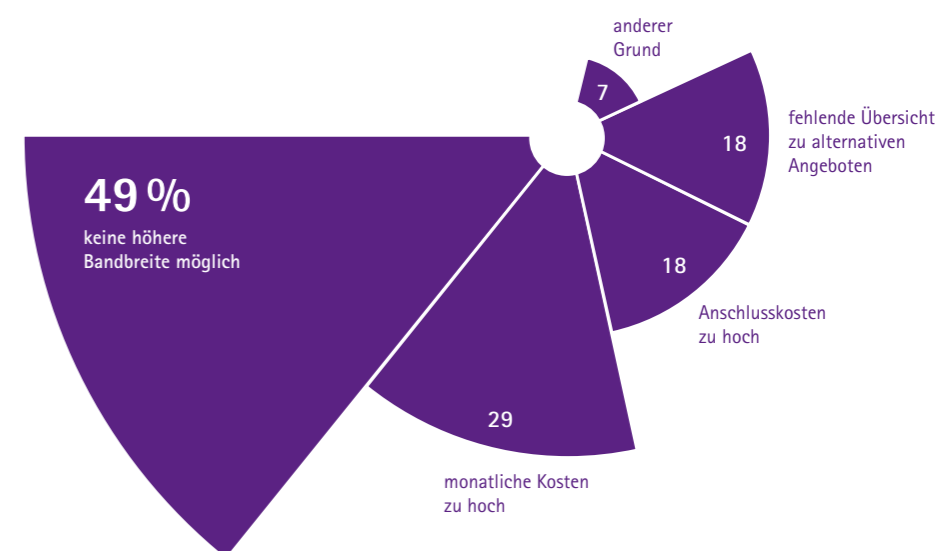 anderer
Grund
7
fehlende Übersicht
zu alternativen
Angeboten
18
49 %
keine höhere
Bandbreite möglich
18
Anschlusskosten
zu hoch
29
monatliche Kosten
zu hoch